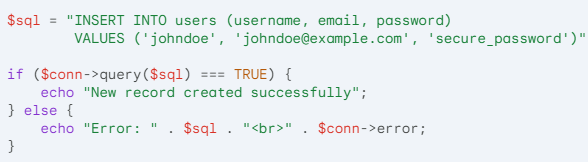 $sql = "INSERT INTO users (username, email, password)
        VALUES ('johndoe', 'johndoe@example.com', 'secure_password')"

if ($conn->query($sql) === TRUE) {
    echo "New record created successfully";
} else {
    echo "Error: " . $sql . "<br>" . $conn->error;
}